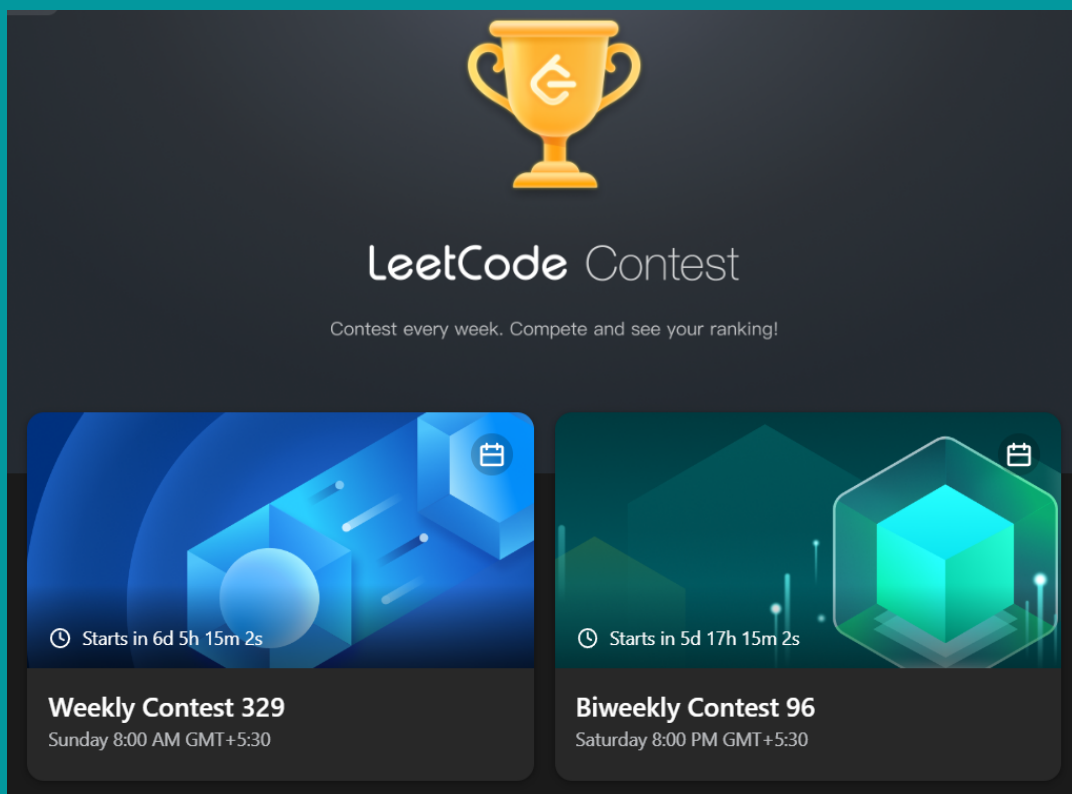 LeetCode Contest
Contest every week. Compete and see your ranking!
Starts in 6d 5h 15m 2s
Weekly Contest 329
Sunday 8:00 AM GMT+5:30
Starts in 5d 17h 15m 2s
Biweekly Contest 96
Saturday 8:00 PM GMT+5:30